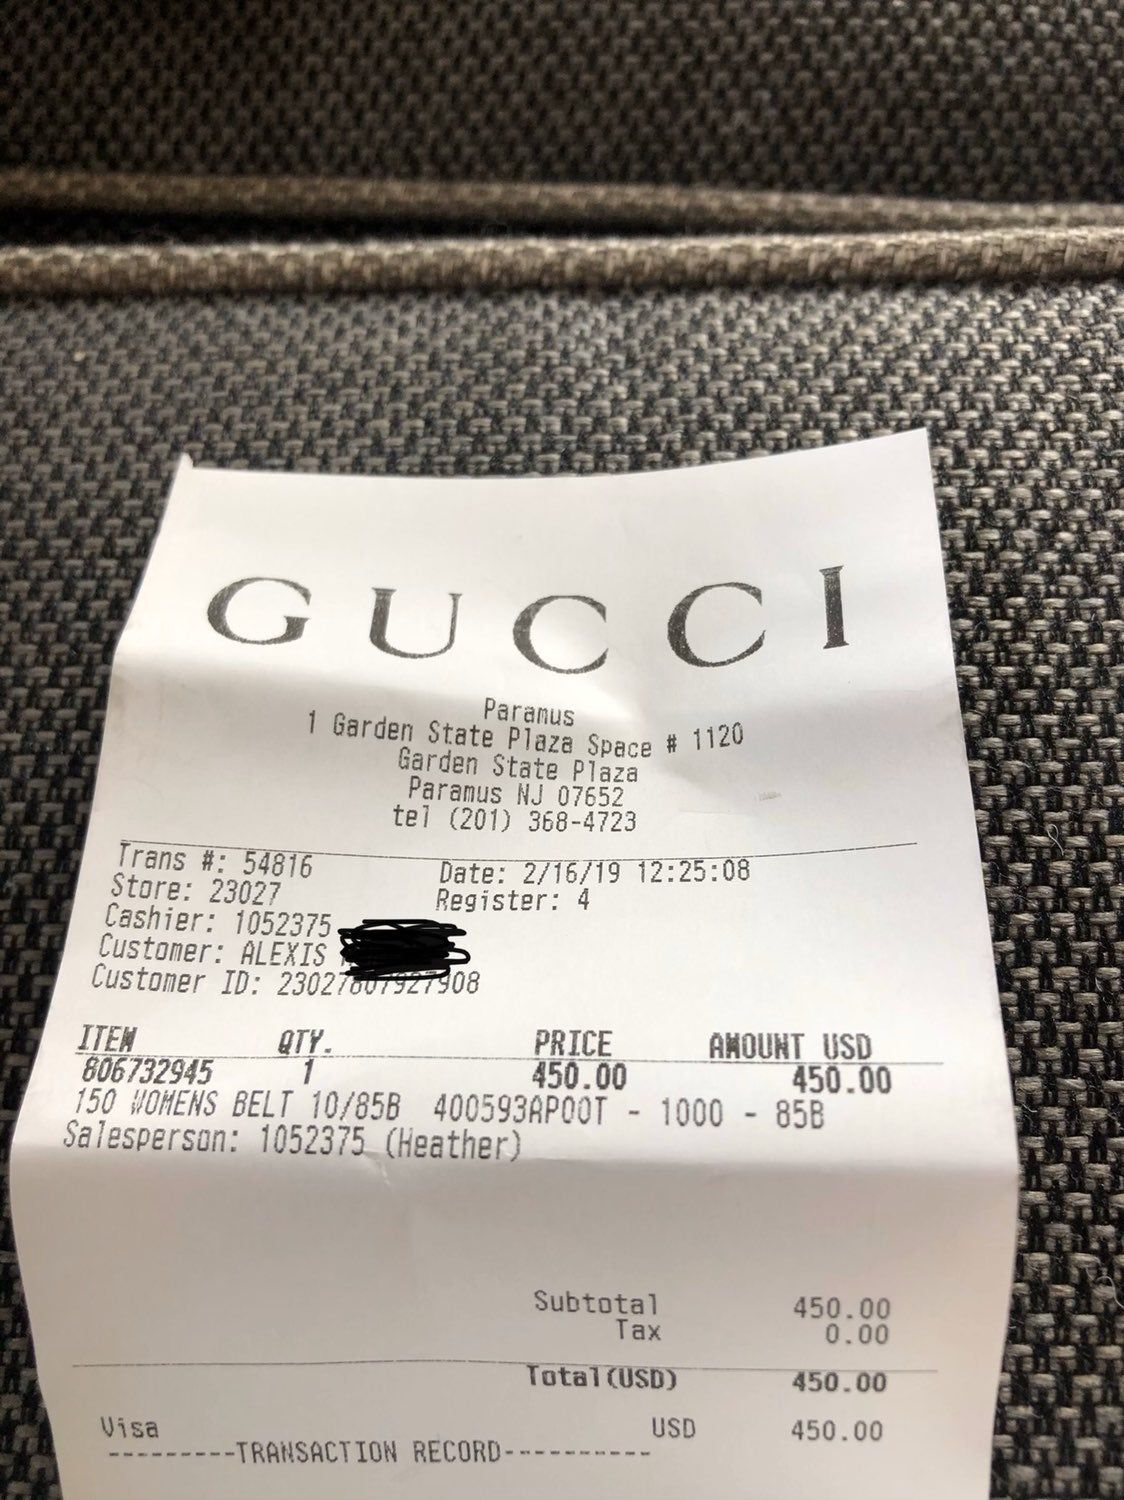 GUCCI
Paramus
1 Garden State Plaza Space # 1120
Garden State Plaza
Paramus NJ 07652
tel (201) 368-4723
Trans #: 54816 Date: 2/16/19 12:25:08
Store: 23027 Register: 4
Cashier: 1052375
Customer: ALEXIS
Customer ID: 23027807927908
ITEM QTY. PRICE AMOUNT USD
806732945 1 450.00 450.00
150 WOMENS BELT 10/85B 400593AP00T - 1000 - 85B
Salesperson: 1052375 (Heather)
Subtotal 450.00
Tax 0.00
Total(USD) 450.00
Visa USD 450.00
---------TRANSACTION RECORD----------